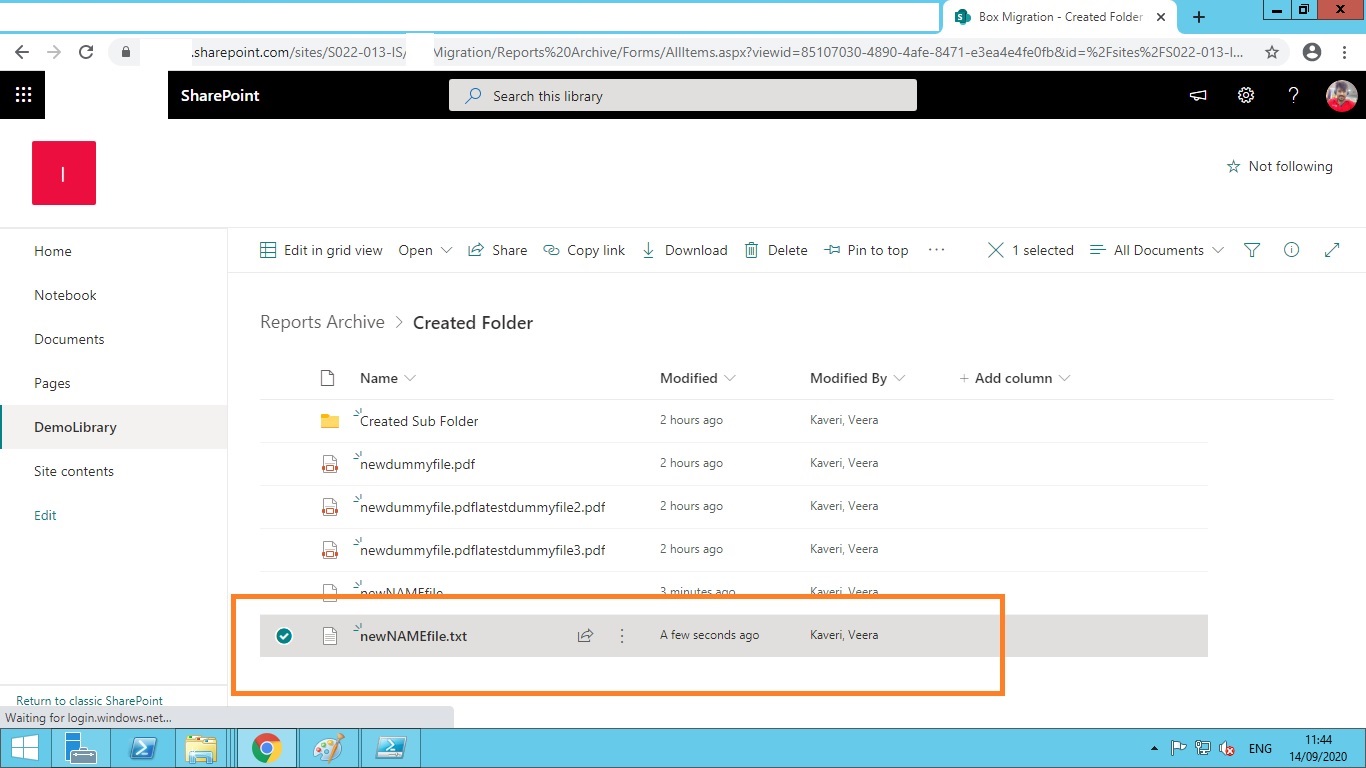 Box Migration - Created Folder
.sharepoint.com/sites/S022-013-IS/ Migration/Reports%20Archive/Forms/AllItems.aspx?viewid=85107030-4890-4afe-8471-e3ea4e4fe0fb&id=%2Fsites%2FS022-013-I...
SharePoint Search this library
I
Not following
Home
Notebook
Documents
Pages
DemoLibrary
Site contents
Edit
Edit in grid view Open Share Copy link Download Delete Pin to top ... 1 selected All Documents
Reports Archive > Created Folder
Name Modified Modified By + Add column
Created Sub Folder 2 hours ago Kaveri, Veera
newdummyfile.pdf 2 hours ago Kaveri, Veera
newdummyfile.pdflatestdummyfile2.pdf 2 hours ago Kaveri, Veera
newdummyfile.pdflatestdummyfile3.pdf 2 hours ago Kaveri, Veera
newNAMEfile 3 minutes ago Kaveri, Veera
newNAMEfile.txt A few seconds ago Kaveri, Veera
Return to classic SharePoint
Waiting for login.windows.net...
ENG 11:44
14/09/2020